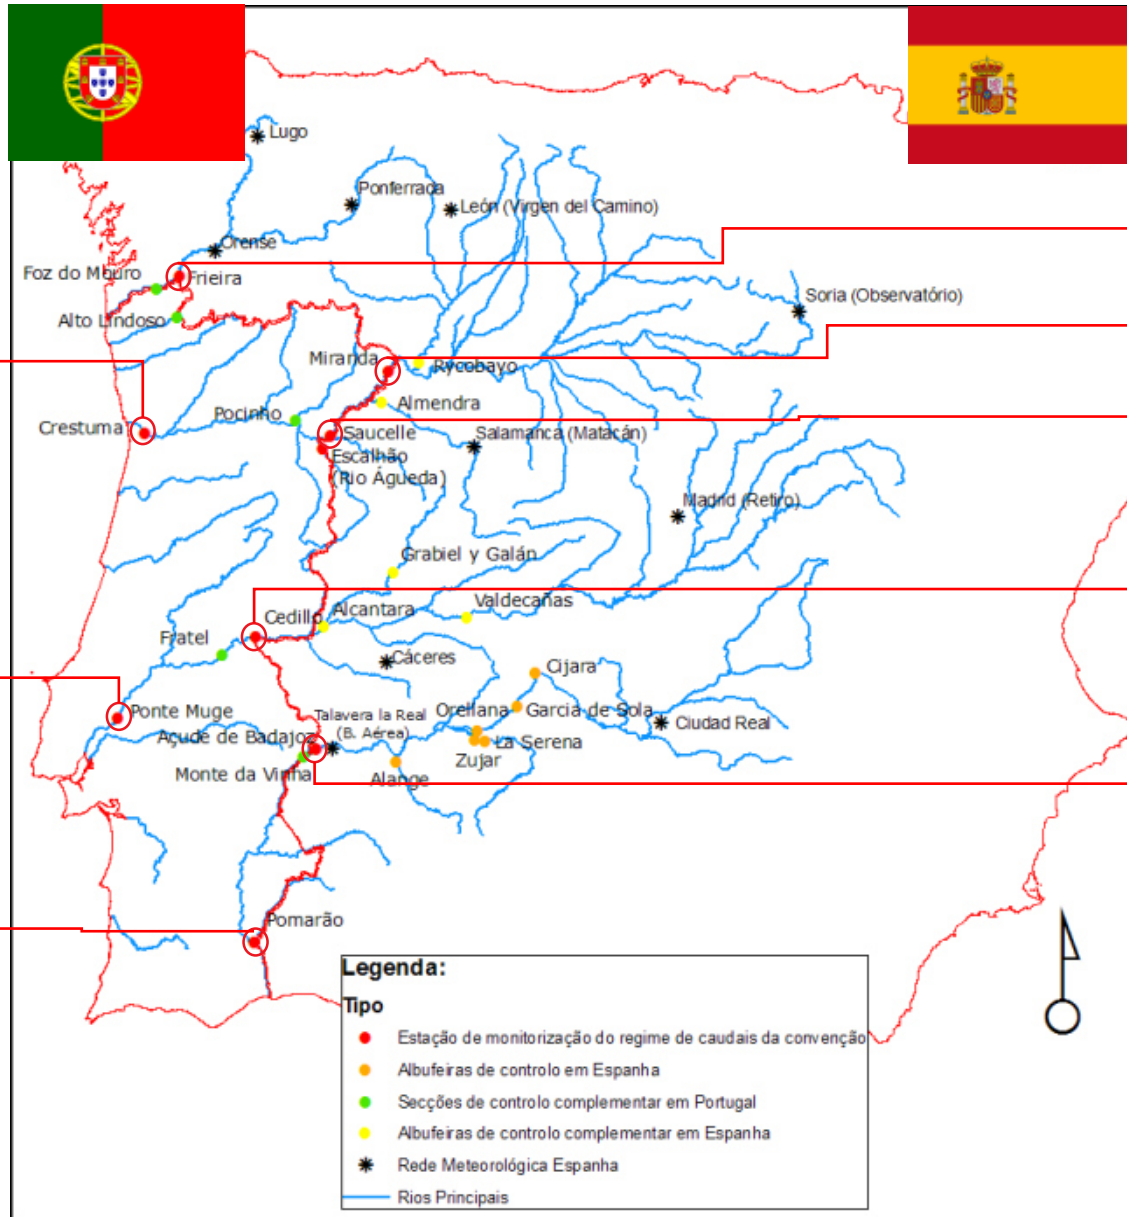 Lugo
Ponferrada
León (Virgen del Camino)
Orense
Foz do Mouro
Frieira
Soria (Observatório)
Alto Lindoso
Miranda
Rycobayo
Almendra
Pocinho
Crestuma
Saucelle
Salamanca (Matacán)
Escalhão
(Rio Águeda)
Madrid (Retiro)
Grabiel y Galán
Valdecañas
Alcantara
Cedillo
Fratel
Cáceres
Cijara
Ponte Muge
Talavera la Real
(B. Aérea)
Orellana
Garcia de Sola
Ciudad Real
Açude de Badajoz
La Serena
Zujar
Monte da Vinha
Alange
Pomarão
Legenda:
Tipo
Estação de monitorização do regime de caudais da convenção
Albufeiras de controlo em Espanha
Secções de controlo complementar em Portugal
Albufeiras de controlo complementar em Espanha
Rede Meteorológica Espanha
Rios Principais